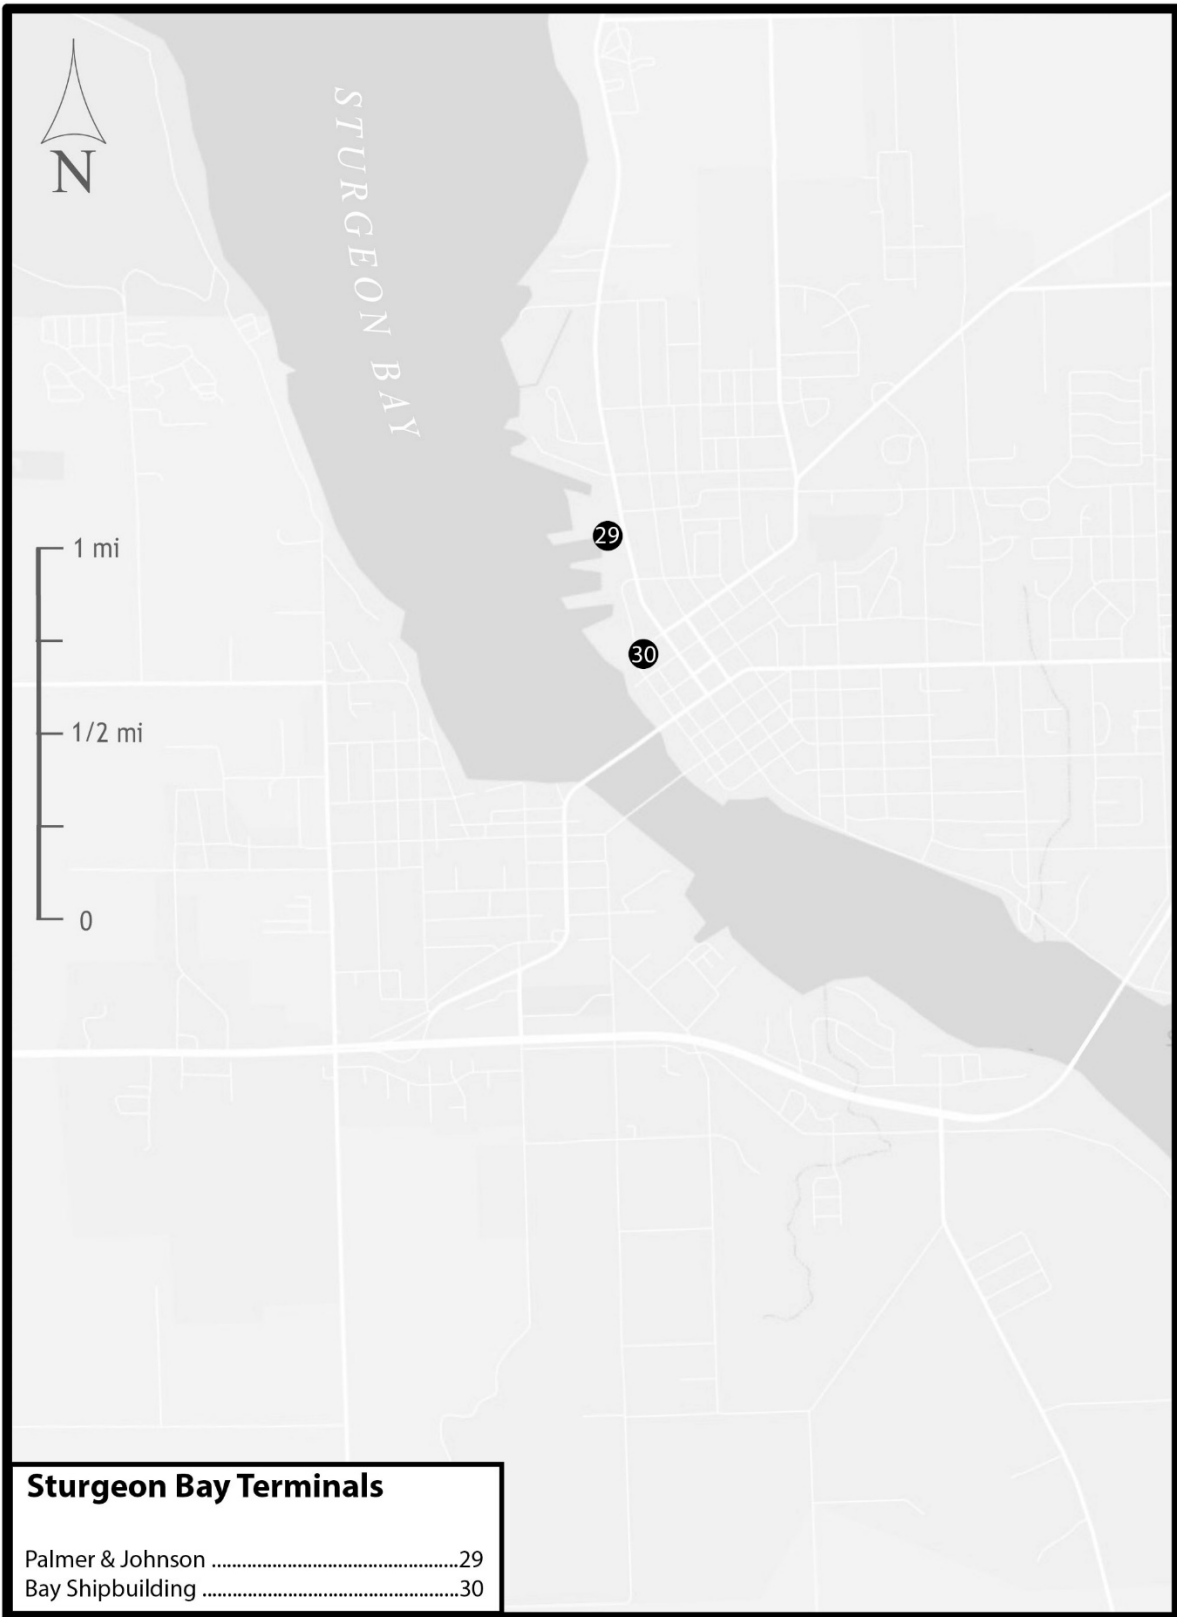 N
STURGEON BAY
29
1 mi
30
1/2 mi
0
Sturgeon Bay Terminals
Palmer & Johnson ................................................29
Bay Shipbuilding .................................................30